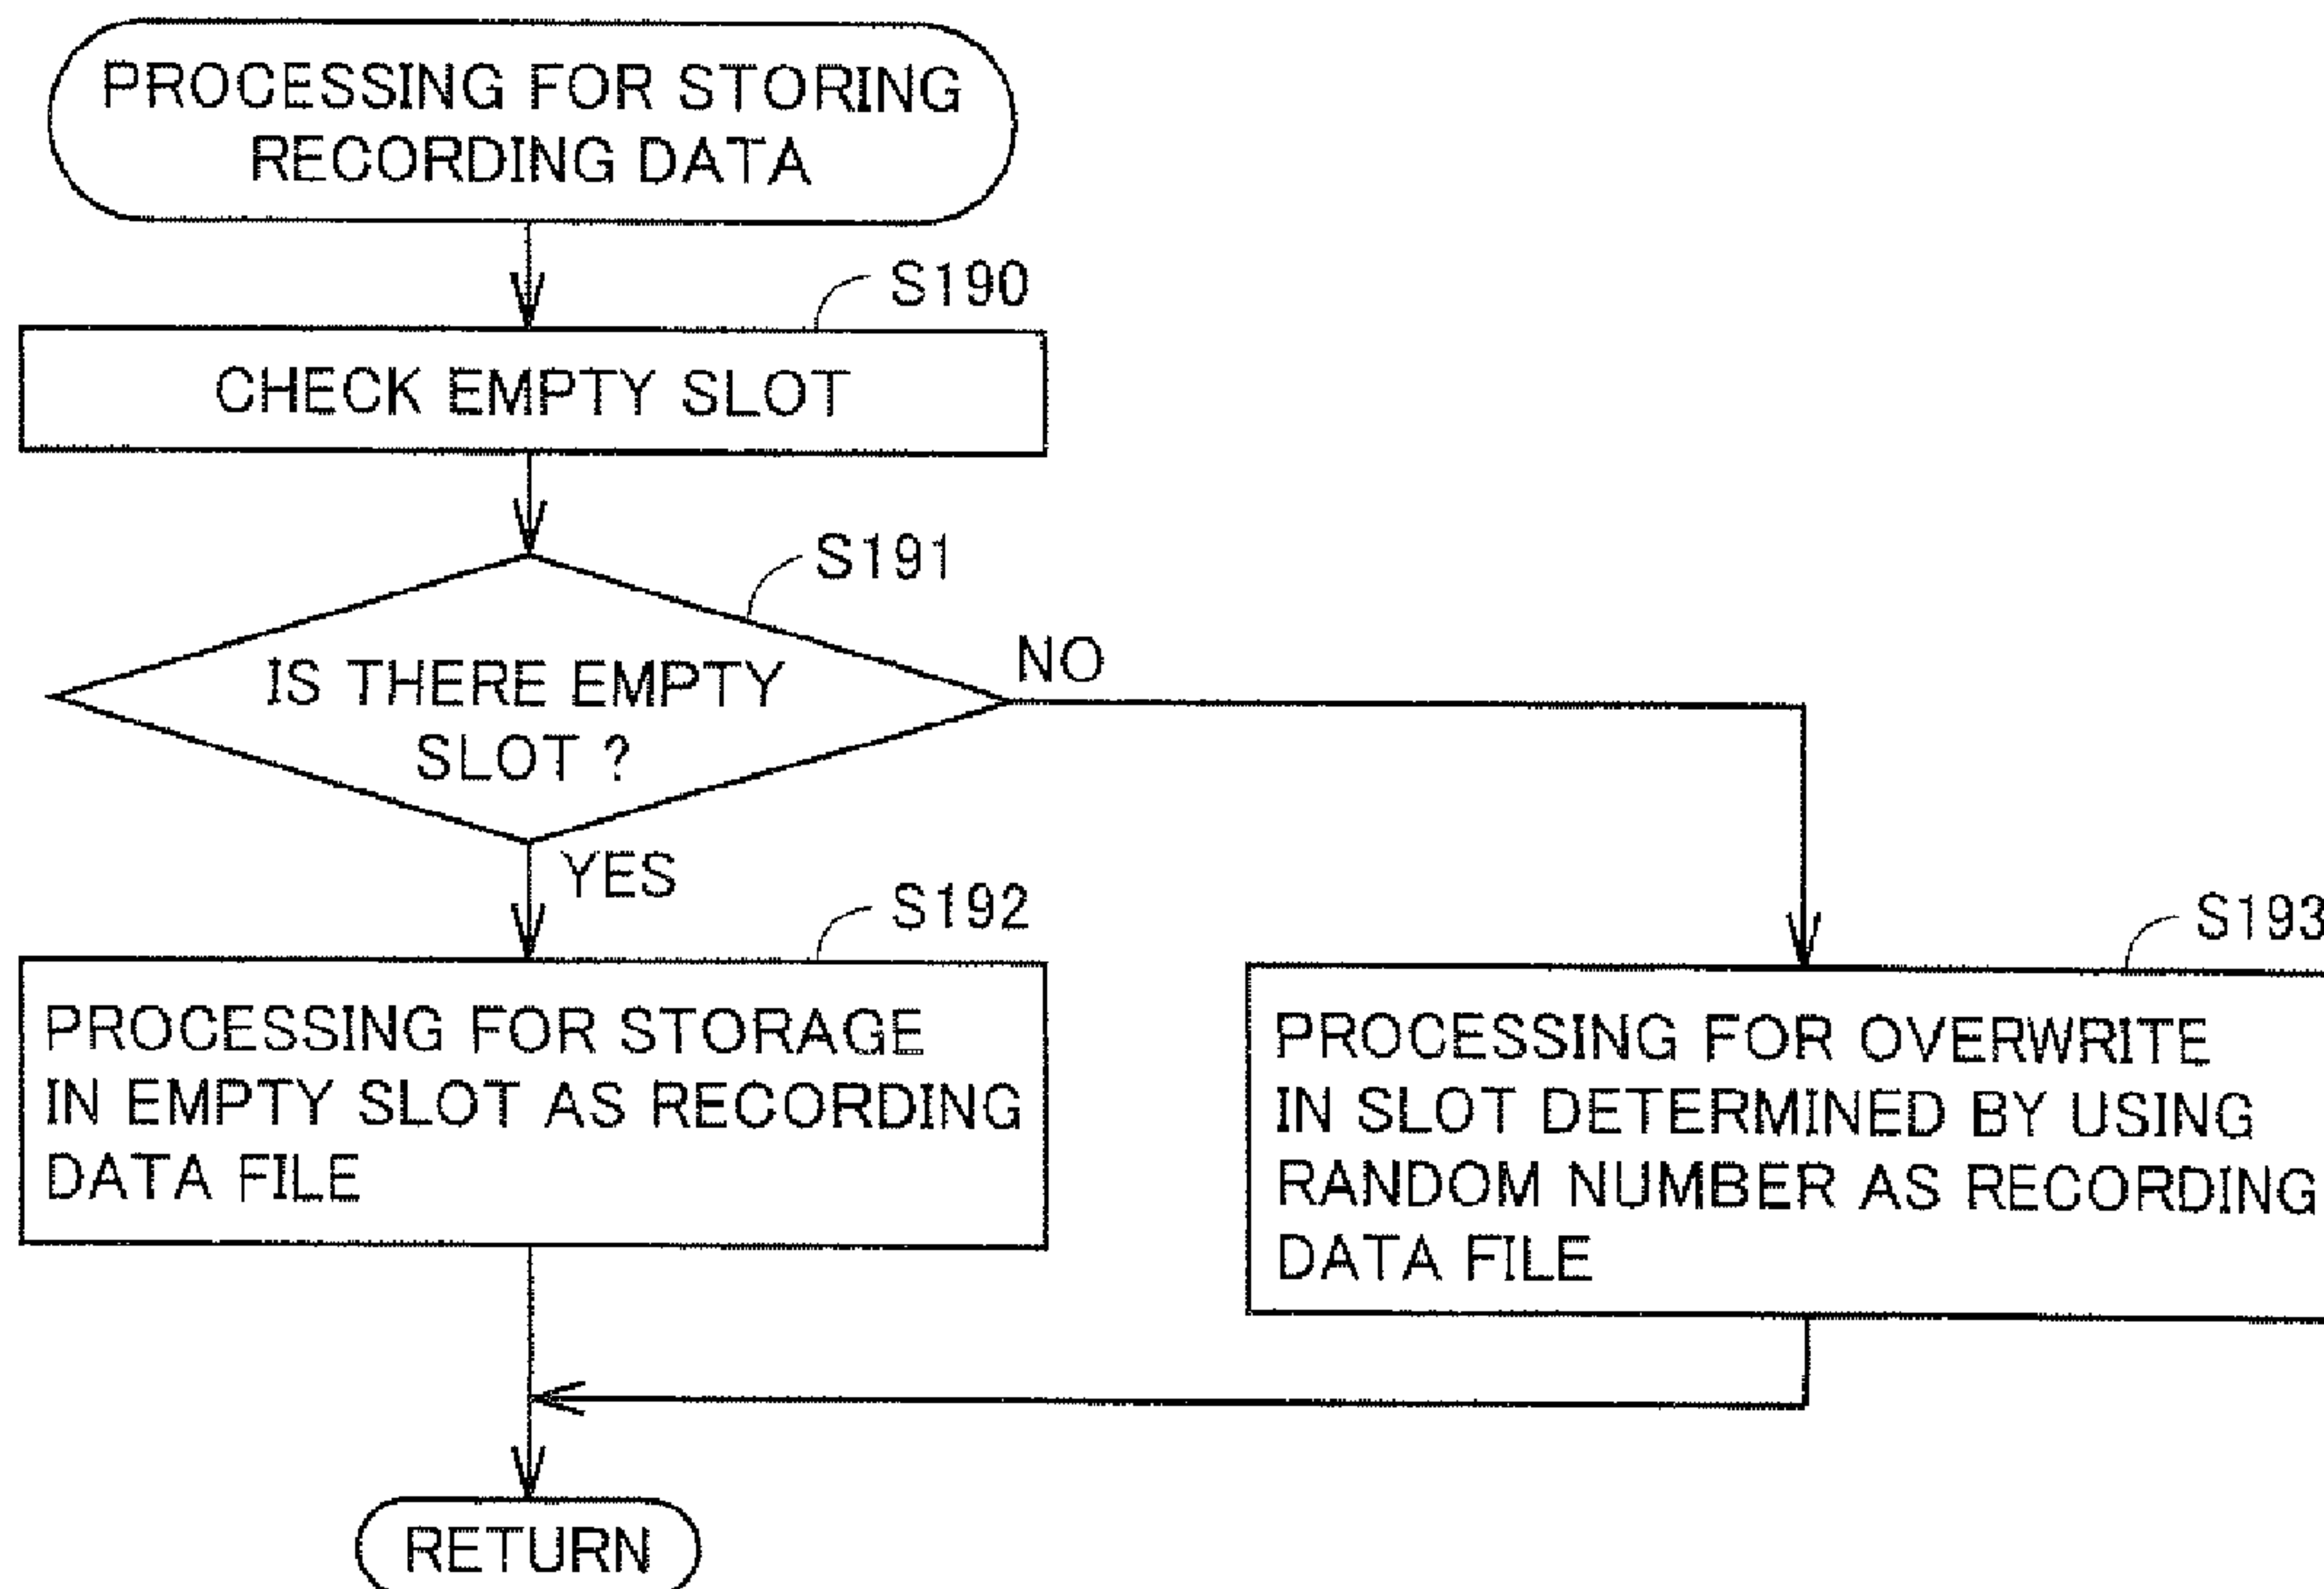 PROCESSING FOR STORING
RECORDING DATA
S190
CHECK EMPTY SLOT
S191
IS THERE EMPTY
SLOT ?
NO
YES
S192
PROCESSING FOR STORAGE
IN EMPTY SLOT AS RECORDING
DATA FILE
S193
PROCESSING FOR OVERWRITE
IN SLOT DETERMINED BY USING
RANDOM NUMBER AS RECORDING
DATA FILE
RETURN